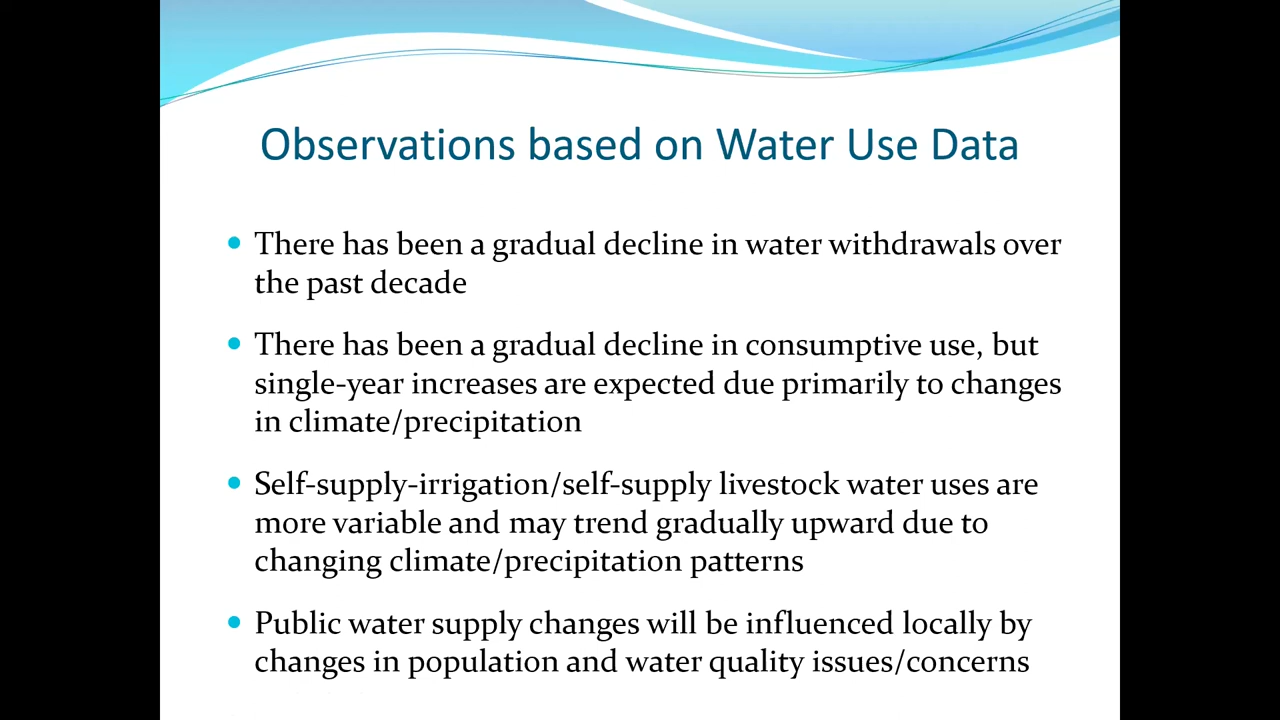 Observations based on Water Use Data
• There has been a gradual decline in water withdrawals over
the past decade
• There has been a gradual decline in consumptive use, but
single-year increases are expected due primarily to changes
in climate/precipitation
• Self-supply-irrigation/self-supply livestock water uses are
more variable and may trend gradually upward due to
changing climate/precipitation patterns
• Public water supply changes will be influenced locally by
changes in population and water quality issues/concerns